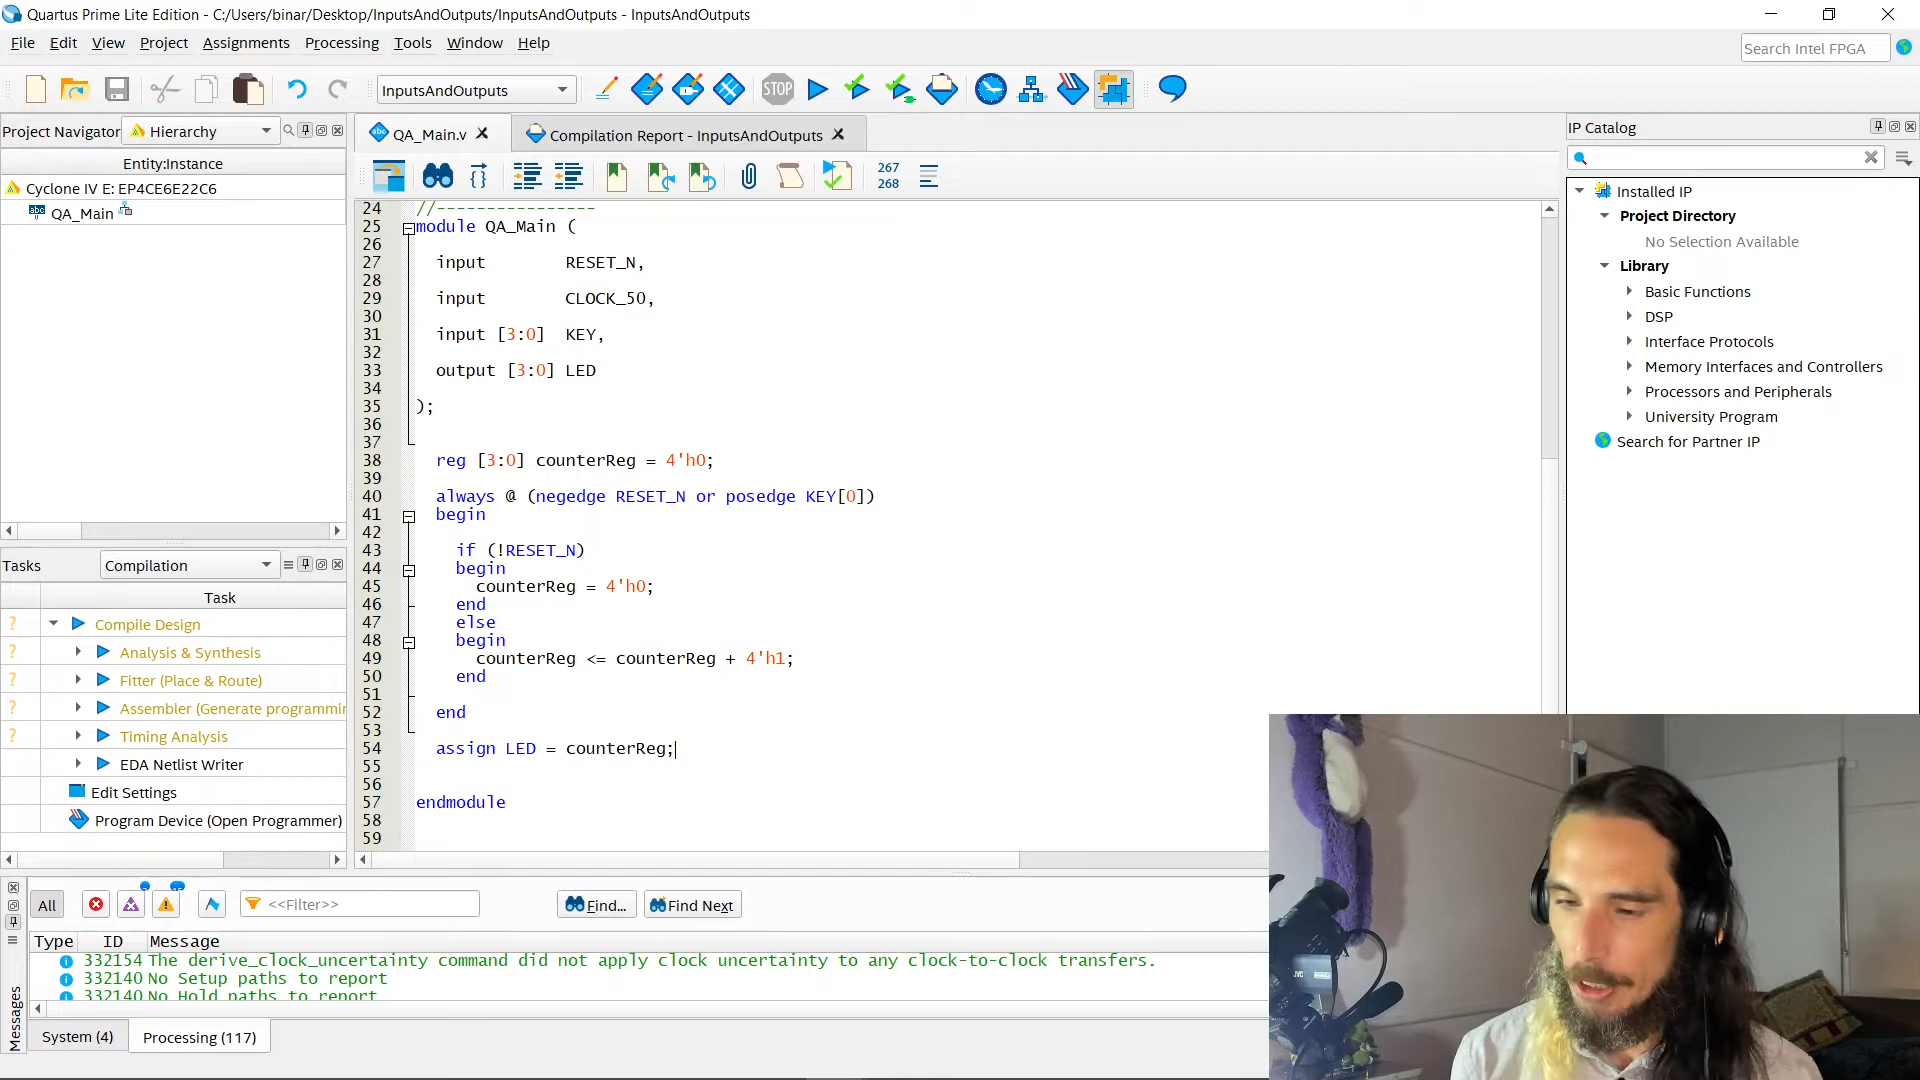 Quartus Prime Lite Edition - C:/Users/binar/Desktop/InputsAndOutputs/InputsAndOutputs - InputsAndOutputs
File Edit View Project Assignments Processing Tools Window Help
Search Intel FPGA
InputsAndOutputs
STOP
Project Navigator Hierarchy
Entity:Instance
Cyclone IV E: EP4CE6E22C6
abc QA_Main
abc QA_Main.v
Compilation Report - InputsAndOutputs
267
268
24 //----------------
25 module QA_Main (
26
27 input RESET_N,
28
29 input CLOCK_50,
30
31 input [3:0] KEY,
32
33 output [3:0] LED
34
35 );
36
37
38 reg [3:0] counterReg = 4'h0;
39
40 always @ (negedge RESET_N or posedge KEY[0])
41 begin
42
43 if (!RESET_N)
44 begin
45 counterReg = 4'h0;
46 end
47 else
48 begin
49 counterReg <= counterReg + 4'h1;
50 end
51
52 end
53
54 assign LED = counterReg;
55
56
57 endmodule
58
59
IP Catalog
Installed IP
Project Directory
No Selection Available
Library
Basic Functions
DSP
Interface Protocols
Memory Interfaces and Controllers
Processors and Peripherals
University Program
Search for Partner IP
Tasks Compilation
Task
? Compile Design
? Analysis & Synthesis
? Fitter (Place & Route)
? Assembler (Generate programmin
? Timing Analysis
EDA Netlist Writer
Edit Settings
Program Device (Open Programmer)
All
<<Filter>>
Find...
Find Next
Type ID Message
332154 The derive_clock_uncertainty command did not apply clock uncertainty to any clock-to-clock transfers.
332140 No Setup paths to report
332140 No Hold paths to report
Messages
System (4)
Processing (117)
JVC